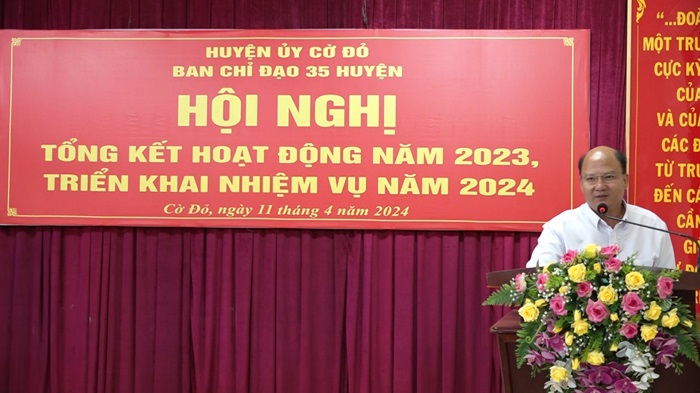 HUYỆN ỦY CỜ ĐỎ
BAN CHỈ ĐẠO 35 HUYỆN
HỘI NGHỊ
TỔNG KẾT HOẠT ĐỘNG NĂM 2023,
TRIỂN KHAI NHIỆM VỤ NĂM 2024
Cờ Đỏ, ngày 11 tháng 4 năm 2024
“...ĐOÀ
MỘT TRU
CỰC KỲ
CỦA
VÀ CỦA
CÁC Đ
TỪ TRU
ĐẾN CÁ
CẦN